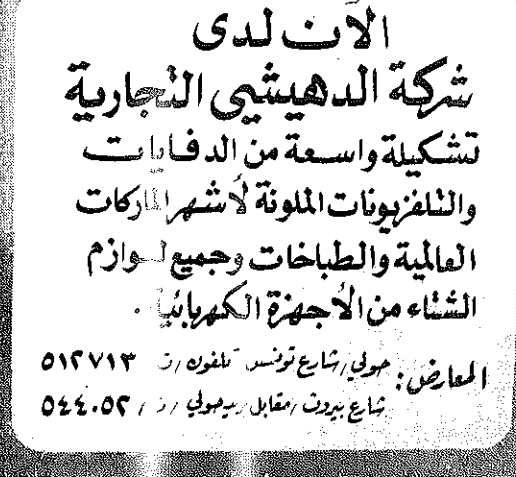 الآن لدى
شركة الدهيشي التجارية
تشكيلة واسعة من الدفايات
والتلفزيونات الملونة لأشهر الماركات
العالمية والطباخات وجميع لوازم
الشتاء من الأجهزة الكهربائية .
المعارض : حولي / شارع تونس تلفون / ت ٥١٢٧١٣
شارع بيروت / مقابل بريد حولي / ت / ٥٤٤٠٥٢